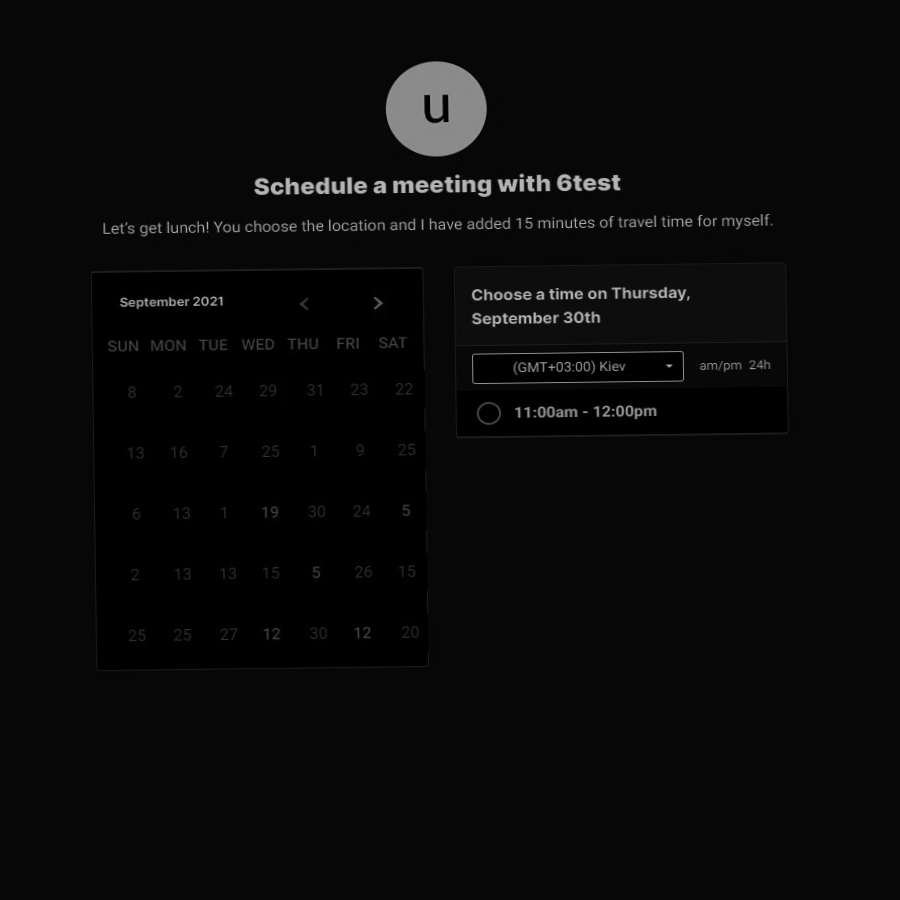 u
Schedule a meeting with 6test
Let's get lunch! You choose the location and I have added 15 minutes of travel time for myself.
September 2021 < >
SUN MON TUE WED THU FRI SAT
8 2 24 29 31 23 22
13 16 7 25 1 9 25
6 13 1 19 30 24 5
2 13 13 15 5 26 15
25 25 27 12 30 12 20
Choose a time on Thursday,
September 30th
(GMT+03:00) Kiev am/pm 24h
11:00am - 12:00pm